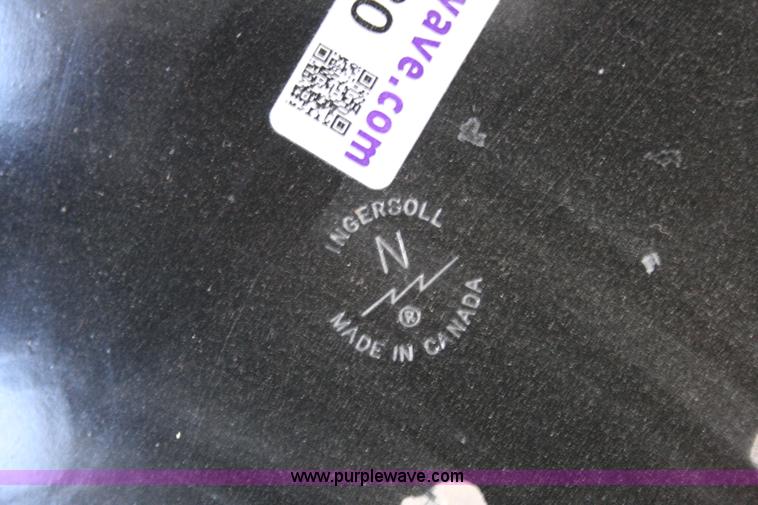 wave.com
INGERSOLL
N
®
MADE IN CANADA
www.purplewave.com